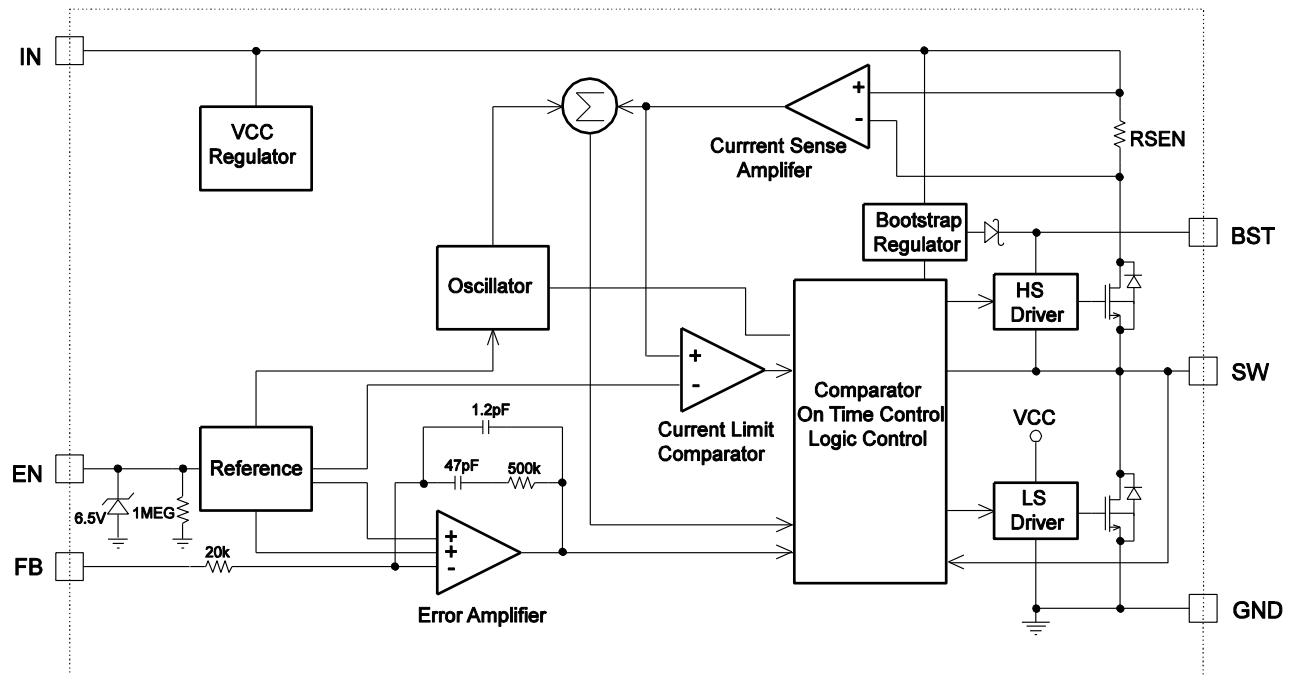 IN
VCC
Regulator
Σ
+
-
Currrent Sense
Amplifer
RSEN
Bootstrap
Regulator
BST
Oscillator
HS
Driver
+
-
Current Limit
Comparator
Comparator
On Time Control
Logic Control
SW
VCC
1.2pF
47pF
500k
EN
Reference
6.5V
1MEG
LS
Driver
FB
20k
+
+
-
Error Amplifier
GND